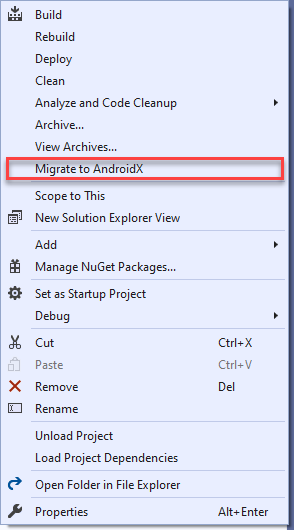 Build
Rebuild
Deploy
Clean
Analyze and Code Cleanup
Archive...
View Archives...
Migrate to AndroidX
Scope to This
New Solution Explorer View
Add
Manage NuGet Packages...
Set as Startup Project
Debug
Cut Ctrl+X
Paste Ctrl+V
Remove Del
Rename
Unload Project
Load Project Dependencies
Open Folder in File Explorer
Properties Alt+Enter